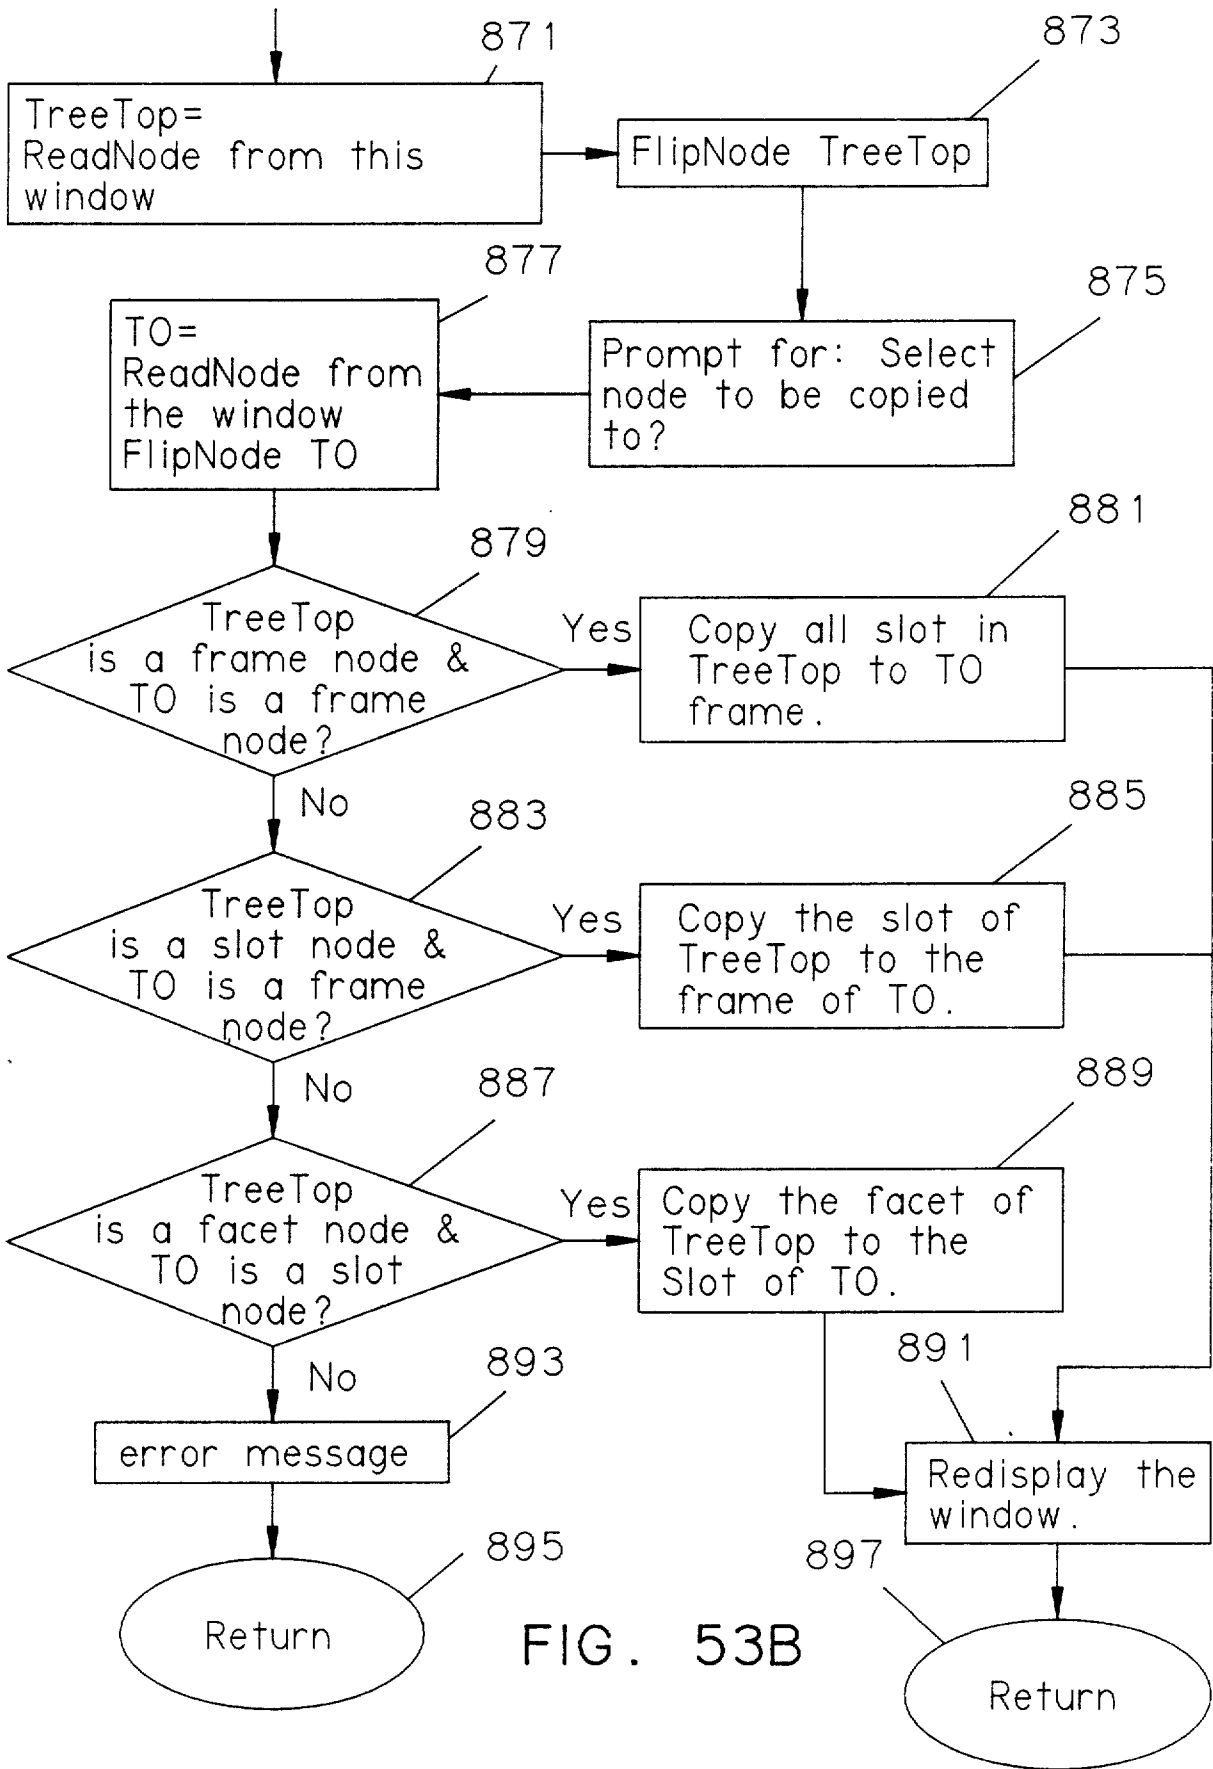 871
873
TreeTop=
ReadNode from this
window
FlipNode TreeTop
877
875
TO=
ReadNode from
the window
FlipNode TO
Prompt for: Select
node to be copied
to?
879
881
TreeTop
is a frame node &
TO is a frame
node?
Yes
Copy all slot in
TreeTop to TO
frame.
No
883
885
TreeTop
is a slot node &
TO is a frame
node?
Yes
Copy the slot of
TreeTop to the
frame of TO.
No
887
889
TreeTop
is a facet node &
TO is a slot
node?
Yes
Copy the facet of
TreeTop to the
Slot of TO.
No
893
891
error message
Redisplay the
window.
895
897
Return
FIG. 53B
Return